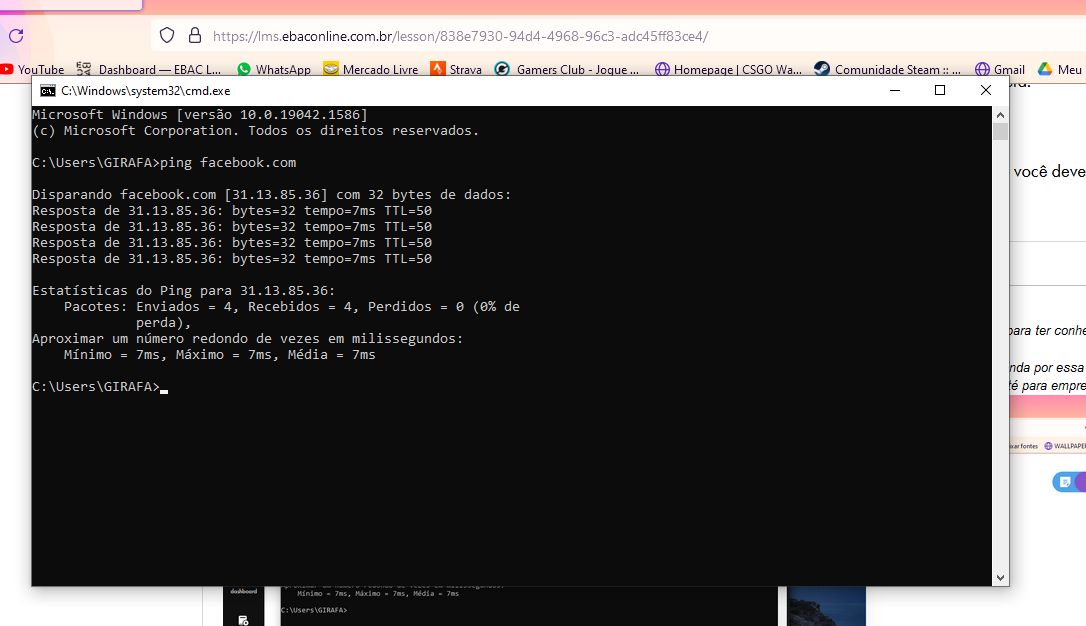 https://lms.ebaconline.com.br/lesson/838e7930-94d4-4968-96c3-adc45ff83ce4/
YouTube Dashboard — EBAC L... WhatsApp Mercado Livre Strava Gamers Club - Jogue ... Homepage | CSGO Wa... Comunidade Steam :: ... Gmail Meu
C:\Windows\system32\cmd.exe
Microsoft Windows [versão 10.0.19042.1586]
(c) Microsoft Corporation. Todos os direitos reservados.
C:\Users\GIRAFA>ping facebook.com
você deve
Disparando facebook.com [31.13.85.36] com 32 bytes de dados:
Resposta de 31.13.85.36: bytes=32 tempo=7ms TTL=50
Resposta de 31.13.85.36: bytes=32 tempo=7ms TTL=50
Resposta de 31.13.85.36: bytes=32 tempo=7ms TTL=50
Resposta de 31.13.85.36: bytes=32 tempo=7ms TTL=50
Estatísticas do Ping para 31.13.85.36:
Pacotes: Enviados = 4, Recebidos = 4, Perdidos = 0 (0% de
perda),
Aproximar um número redondo de vezes em milissegundos:
Mínimo = 7ms, Máximo = 7ms, Média = 7ms
C:\Users\GIRAFA>
para ter conhe
nda por essa
té para empre
xar fontes WALLPAPER
dashboard
Mínimo = 7ms, Máximo = 7ms, Média = 7ms
C:\Users\GIRAFA>